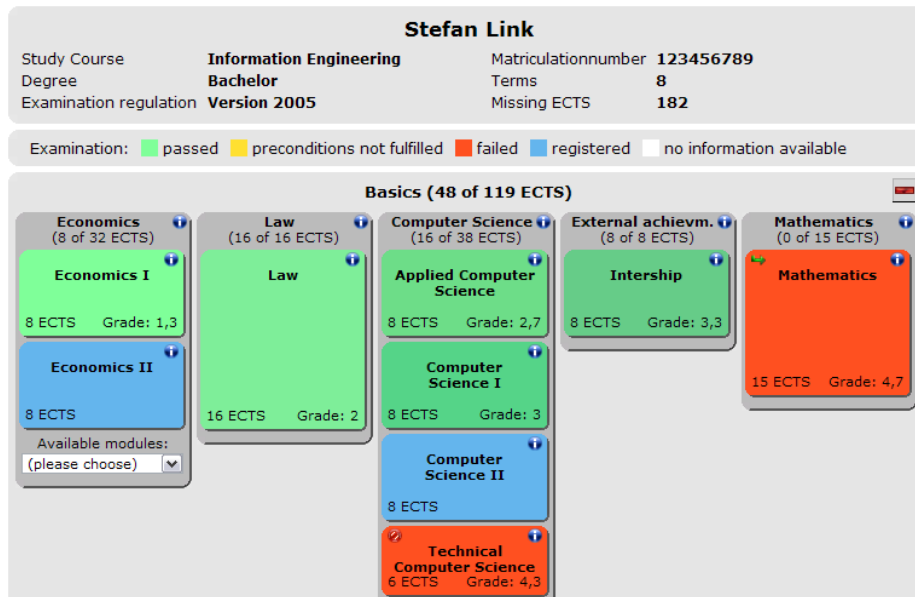 Stefan Link
Study Course Information Engineering Matriculationnumber 123456789
Degree Bachelor Terms 8
Examination regulation Version 2005 Missing ECTS 182
Examination: passed preconditions not fulfilled failed registered no information available
Basics (48 of 119 ECTS)
Economics
(8 of 32 ECTS)
Economics I
8 ECTS Grade: 1,3
Economics II
8 ECTS
Available modules:
(please choose)
Law
(16 of 16 ECTS)
Law
16 ECTS Grade: 2
Computer Science
(16 of 38 ECTS)
Applied Computer
Science
8 ECTS Grade: 2,7
Computer
Science I
8 ECTS Grade: 3
Computer
Science II
8 ECTS
Technical
Computer Science
6 ECTS Grade: 4,3
External achievm.
(8 of 8 ECTS)
Intership
8 ECTS Grade: 3,3
Mathematics
(0 of 15 ECTS)
Mathematics
15 ECTS Grade: 4,7